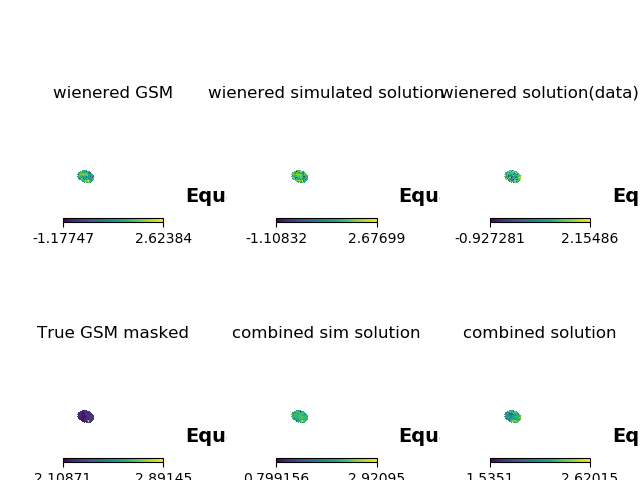 wienered GSM wienered simulated solution wienered solution(data)
Equ Equ Eq
-1.17747 2.62384 -1.10832 2.67699 -0.927281 2.15486
True GSM masked combined sim solution combined solution
Equ Equ Eq
2.10871 2.89145 0.799156 2.92095 1.5351 2.62015